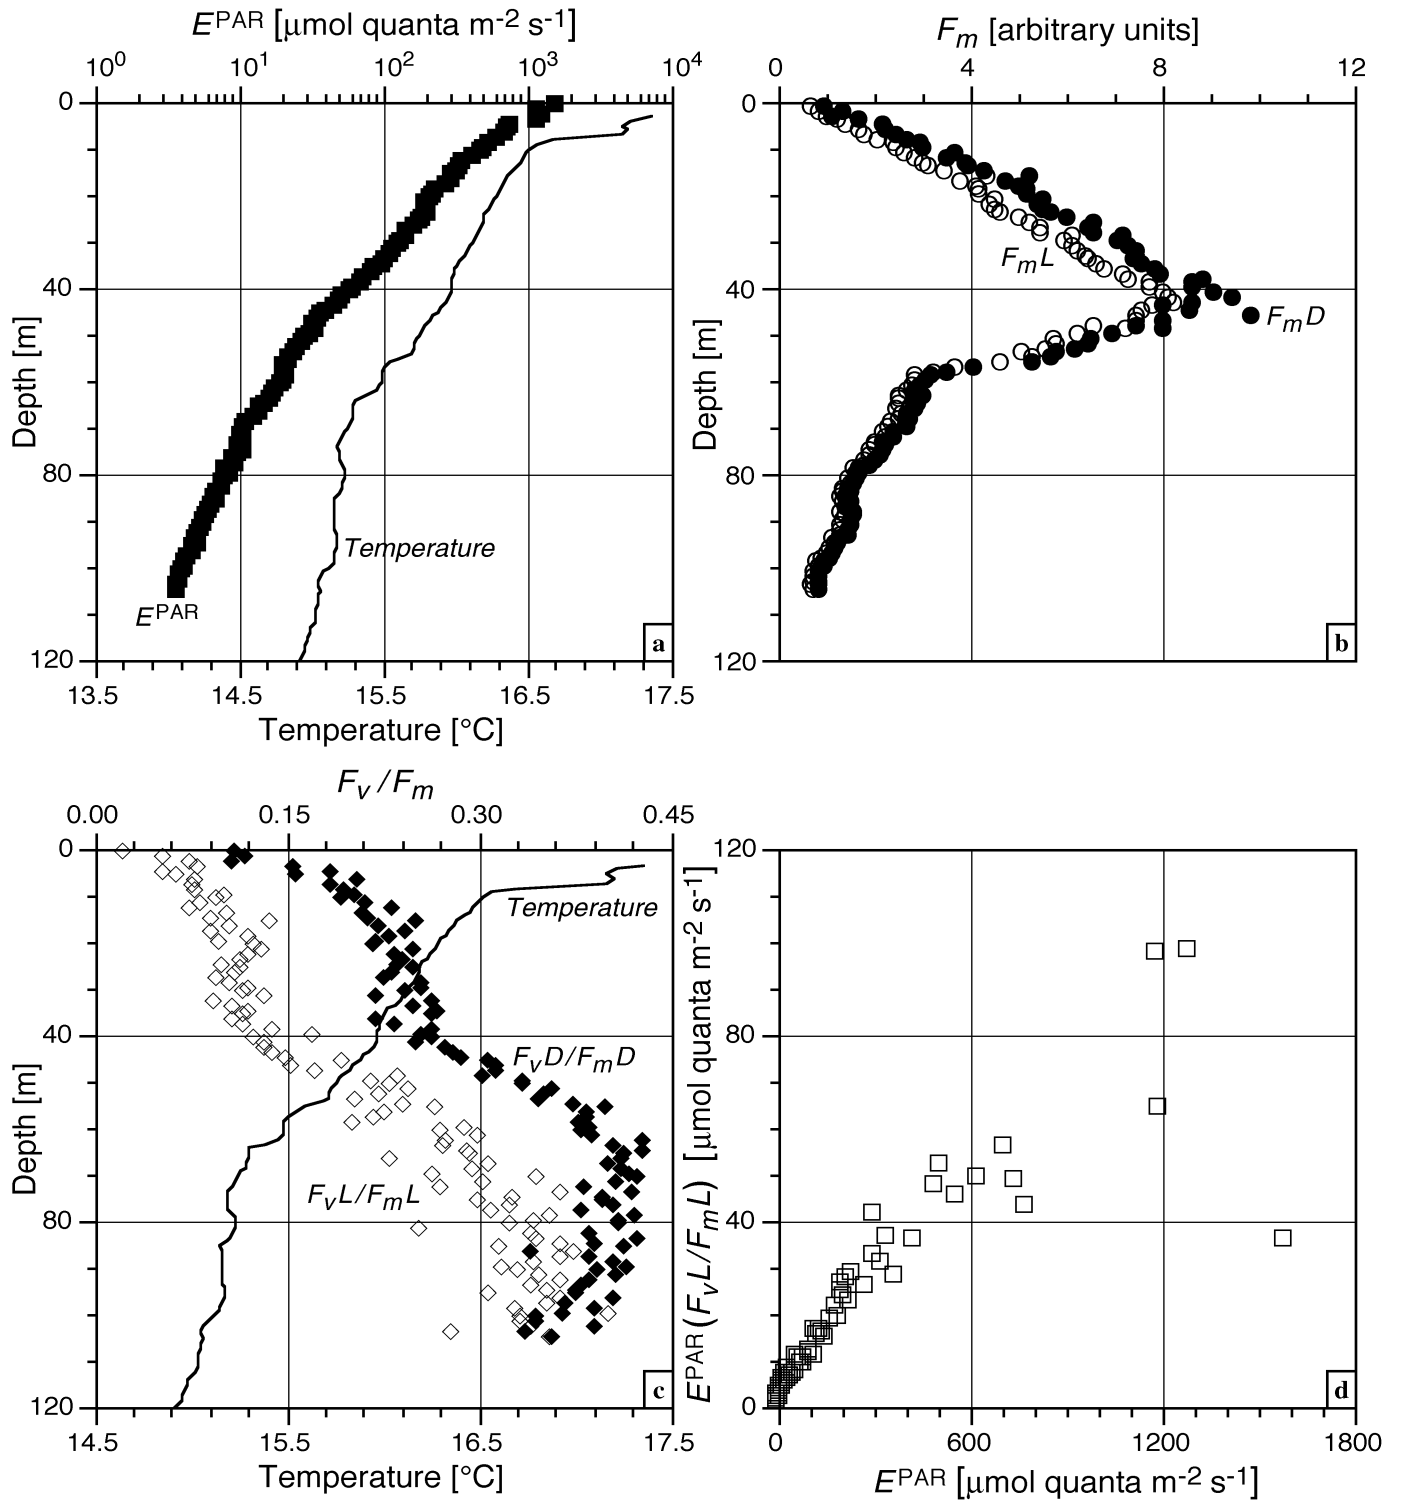 E^PAR [µmol quanta m^-2 s^-1]
10^0 10^1 10^2 10^3 10^4
0
40
80
120
Depth [m]
Temperature
E^PAR
a
13.5 14.5 15.5 16.5 17.5
Temperature [°C]
F_m [arbitrary units]
0 4 8 12
0
40
80
120
Depth [m]
F_mL
F_mD
b
F_v/F_m
0.00 0.15 0.30 0.45
0
40
80
120
Depth [m]
Temperature
F_vD/F_mD
F_vL/F_mL
c
14.5 15.5 16.5 17.5
Temperature [°C]
120
80
40
0
E^PAR (F_vL/F_mL) [µmol quanta m^-2 s^-1]
d
0 600 1200 1800
E^PAR [µmol quanta m^-2 s^-1]